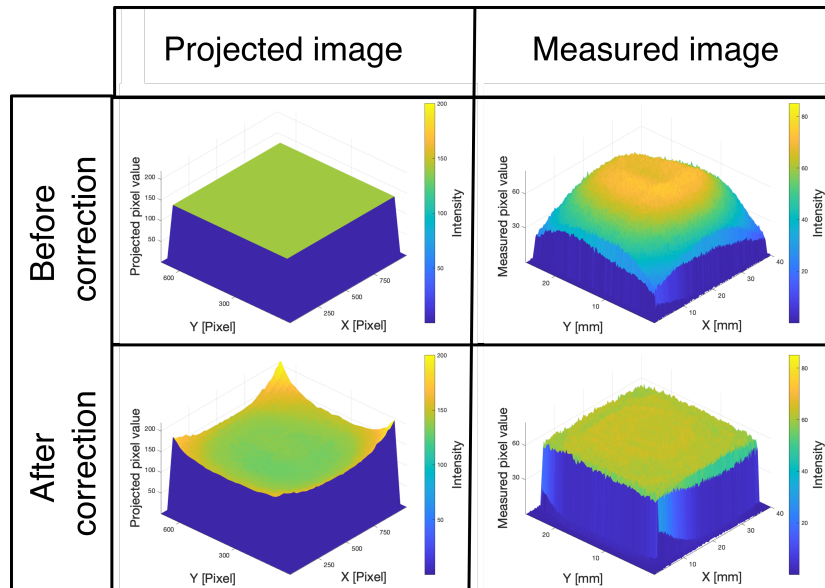 Projected image
Measured image
Before
correction
Projected pixel value
200
150
100
50
600
300
Y [Pixel]
250
500
750
X [Pixel]
200
150
100
50
Intensity
Measured pixel value
60
30
20
10
Y [mm]
10
20
30
40
X [mm]
80
60
40
20
Intensity
After
correction
Projected pixel value
200
150
100
50
600
300
Y [Pixel]
250
500
750
X [Pixel]
200
150
100
50
Intensity
Measured pixel value
60
30
20
10
Y [mm]
10
20
30
40
X [mm]
80
60
40
20
Intensity